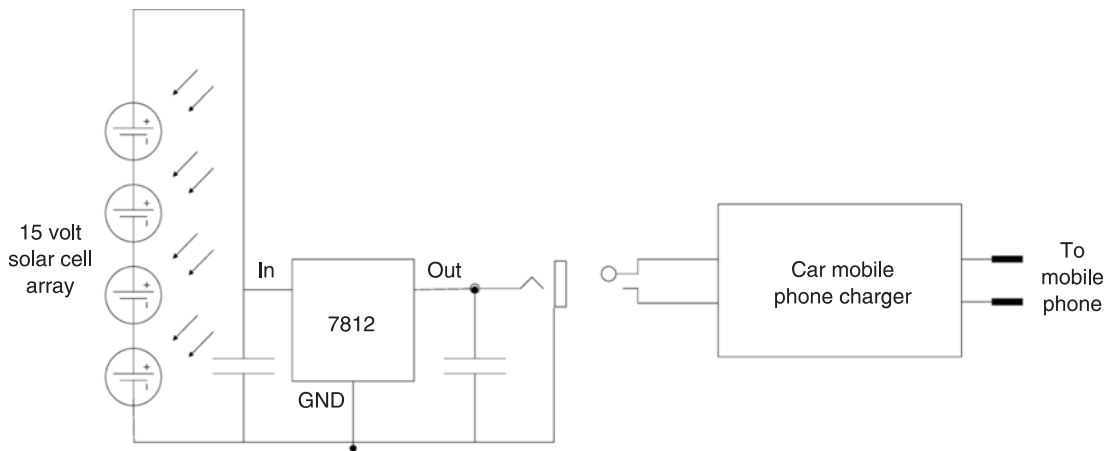 15 volt
solar cell
array
In
7812
Out
GND
Car mobile
phone charger
To
mobile
phone